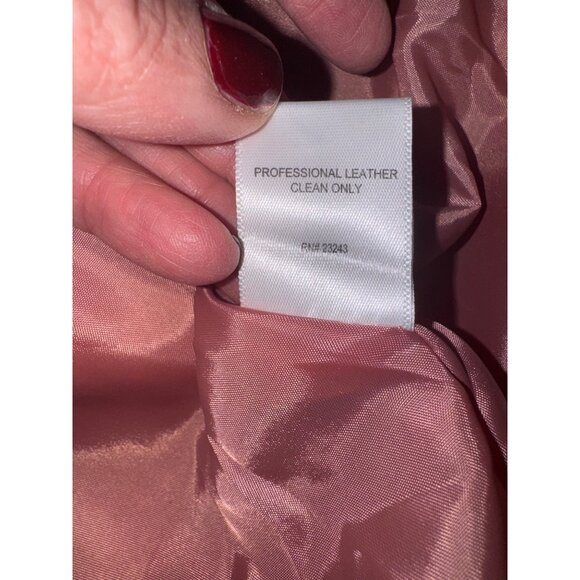 PROFESSIONAL LEATHER
CLEAN ONLY
RN# 23243